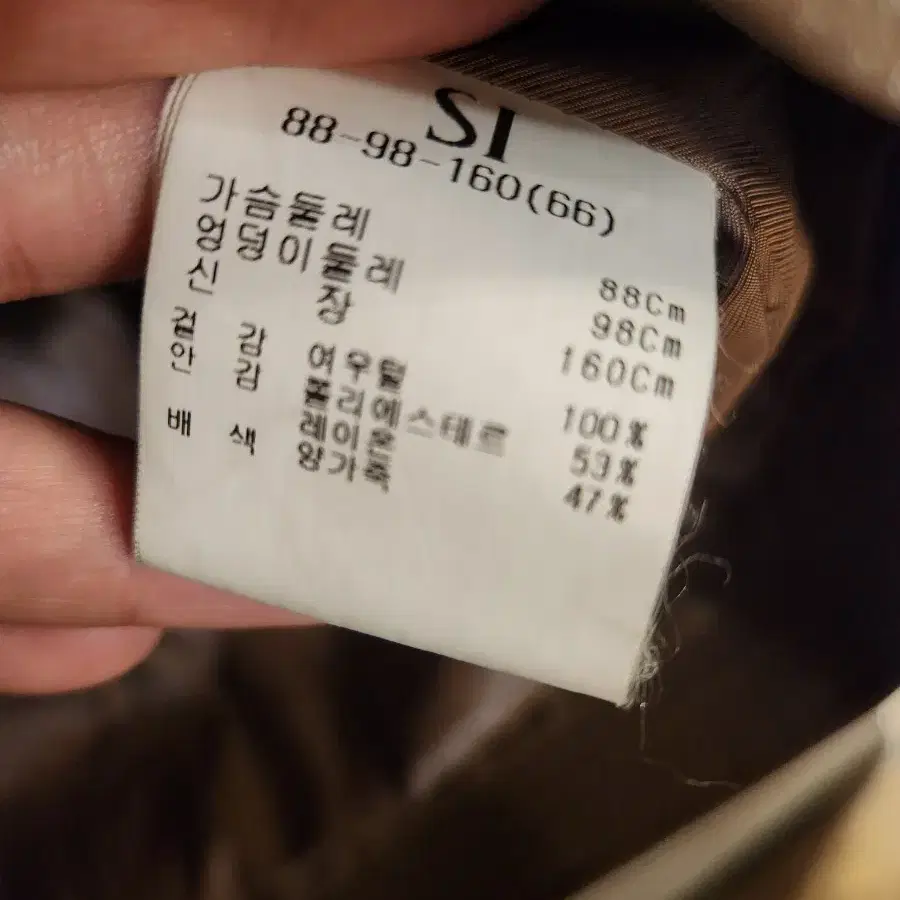 SI
88-98-160(66)
가슴둘레 88Cm
엉덩이둘레 98Cm
신 장 160Cm
겉 감 여우털 100%
안 감 폴리에스테르 53%
레이온 47%
배 색 양가죽